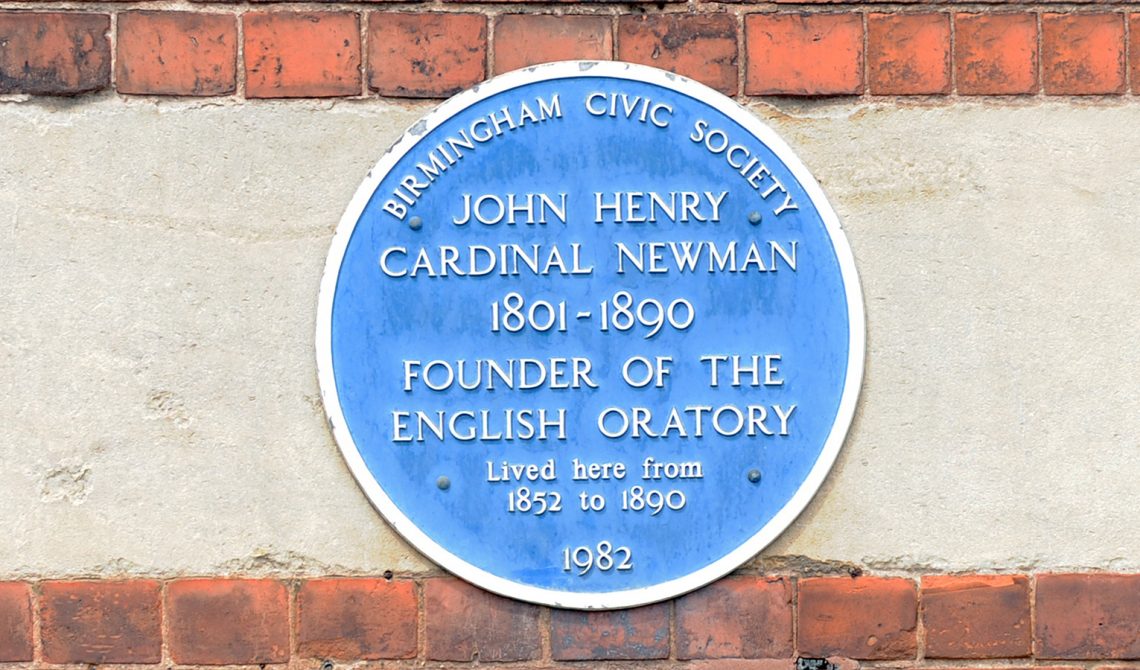 BIRMINGHAM CIVIC SOCIETY
JOHN HENRY
CARDINAL NEWMAN
1801-1890
FOUNDER OF THE
ENGLISH ORATORY
Lived here from
1852 to 1890
1982